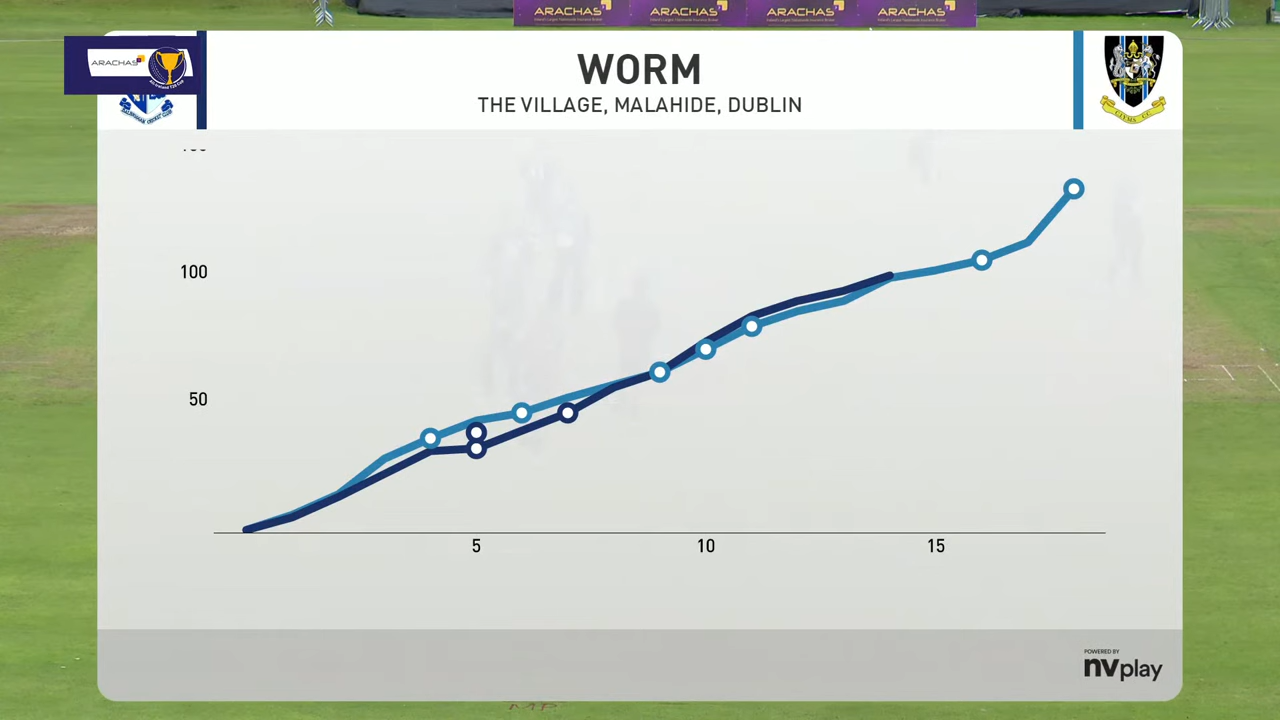 ARACHAS
ARACHAS
ARACHAS
ARACHAS
ARACHAS
WORM
THE VILLAGE, MALAHIDE, DUBLIN
100
50
5
10
15
POWERED BY
nvplay